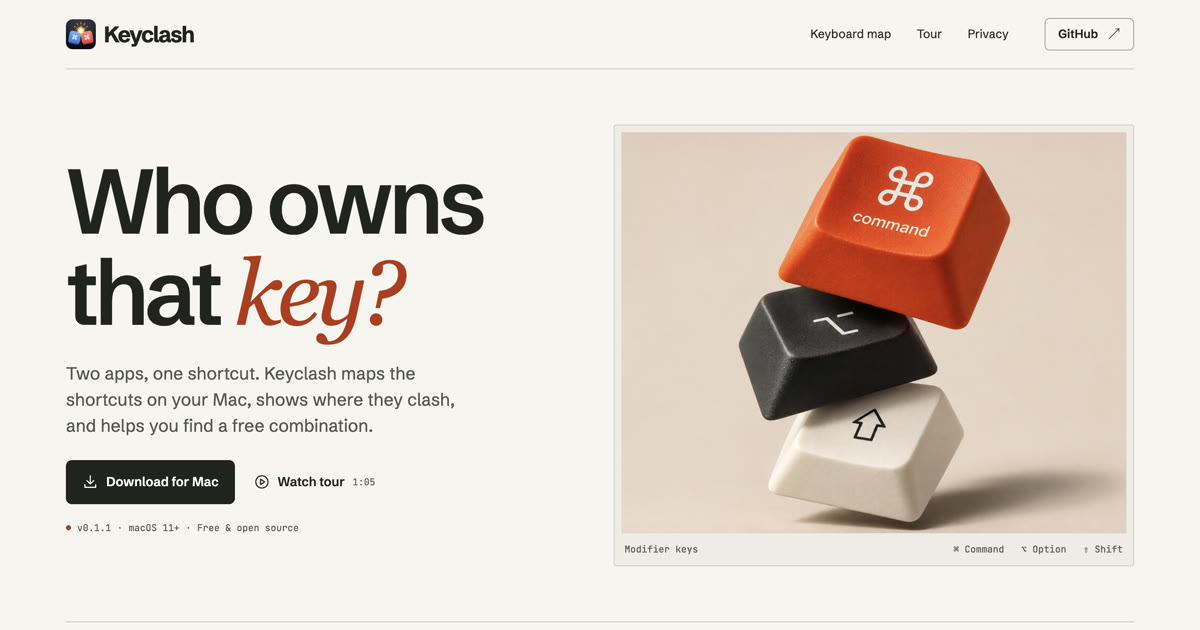 Keyclash
Keyboard map
Tour
Privacy
GitHub ↗
Who owns
that key?
Two apps, one shortcut. Keyclash maps the
shortcuts on your Mac, shows where they clash,
and helps you find a free combination.
Download for Mac
Watch tour 1:05
v0.1.1 · macOS 11+ · Free & open source
⌘
command
⌥
⇧
Modifier keys
⌘ Command ⌥ Option ⇧ Shift